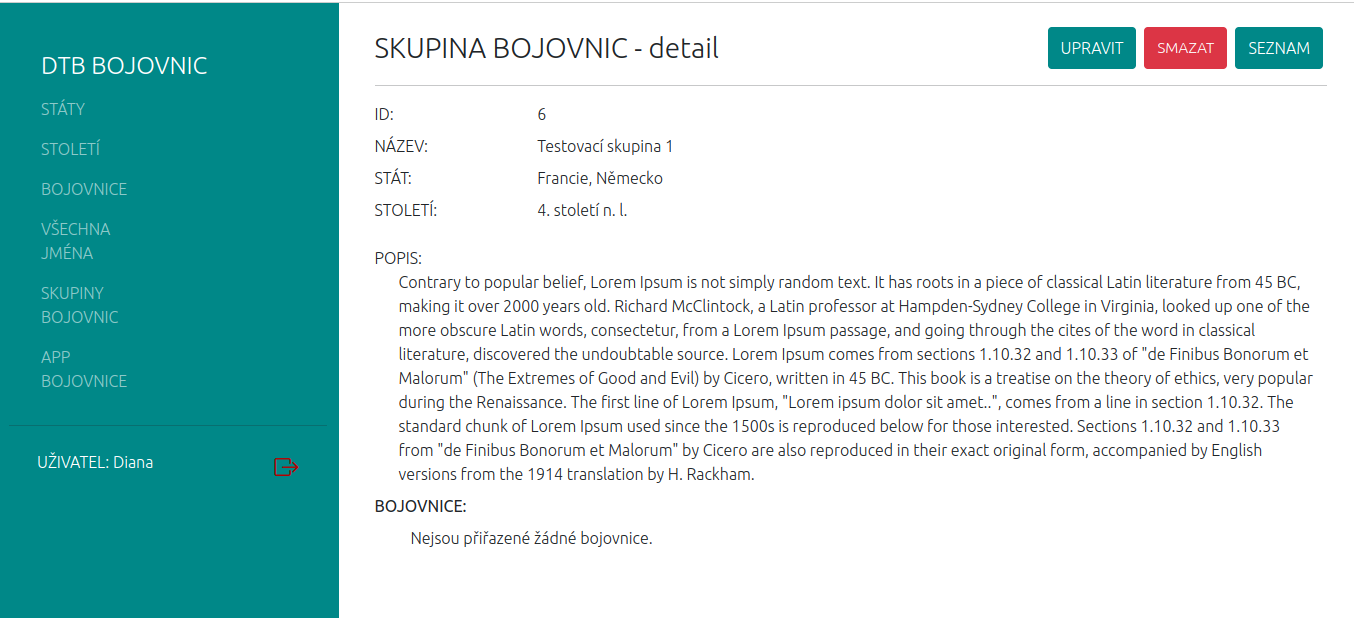 DTB BOJOVNIC
STÁTY
STOLETÍ
BOJOVNICE
VŠECHNA
JMÉNA
SKUPINY
BOJOVNIC
APP
BOJOVNICE
UŽIVATEL: Diana
SKUPINA BOJOVNIC - detail
UPRAVIT
SMAZAT
SEZNAM
ID: 6
NÁZEV: Testovací skupina 1
STÁT: Francie, Německo
STOLETÍ: 4. století n. l.
POPIS:
Contrary to popular belief, Lorem Ipsum is not simply random text. It has roots in a piece of classical Latin literature from 45 BC,
making it over 2000 years old. Richard McClintock, a Latin professor at Hampden-Sydney College in Virginia, looked up one of the
more obscure Latin words, consectetur, from a Lorem Ipsum passage, and going through the cites of the word in classical
literature, discovered the undoubtable source. Lorem Ipsum comes from sections 1.10.32 and 1.10.33 of "de Finibus Bonorum et
Malorum" (The Extremes of Good and Evil) by Cicero, written in 45 BC. This book is a treatise on the theory of ethics, very popular
during the Renaissance. The first line of Lorem Ipsum, "Lorem ipsum dolor sit amet..", comes from a line in section 1.10.32. The
standard chunk of Lorem Ipsum used since the 1500s is reproduced below for those interested. Sections 1.10.32 and 1.10.33
from "de Finibus Bonorum et Malorum" by Cicero are also reproduced in their exact original form, accompanied by English
versions from the 1914 translation by H. Rackham.
BOJOVNICE:
Nejsou přiřazené žádné bojovnice.